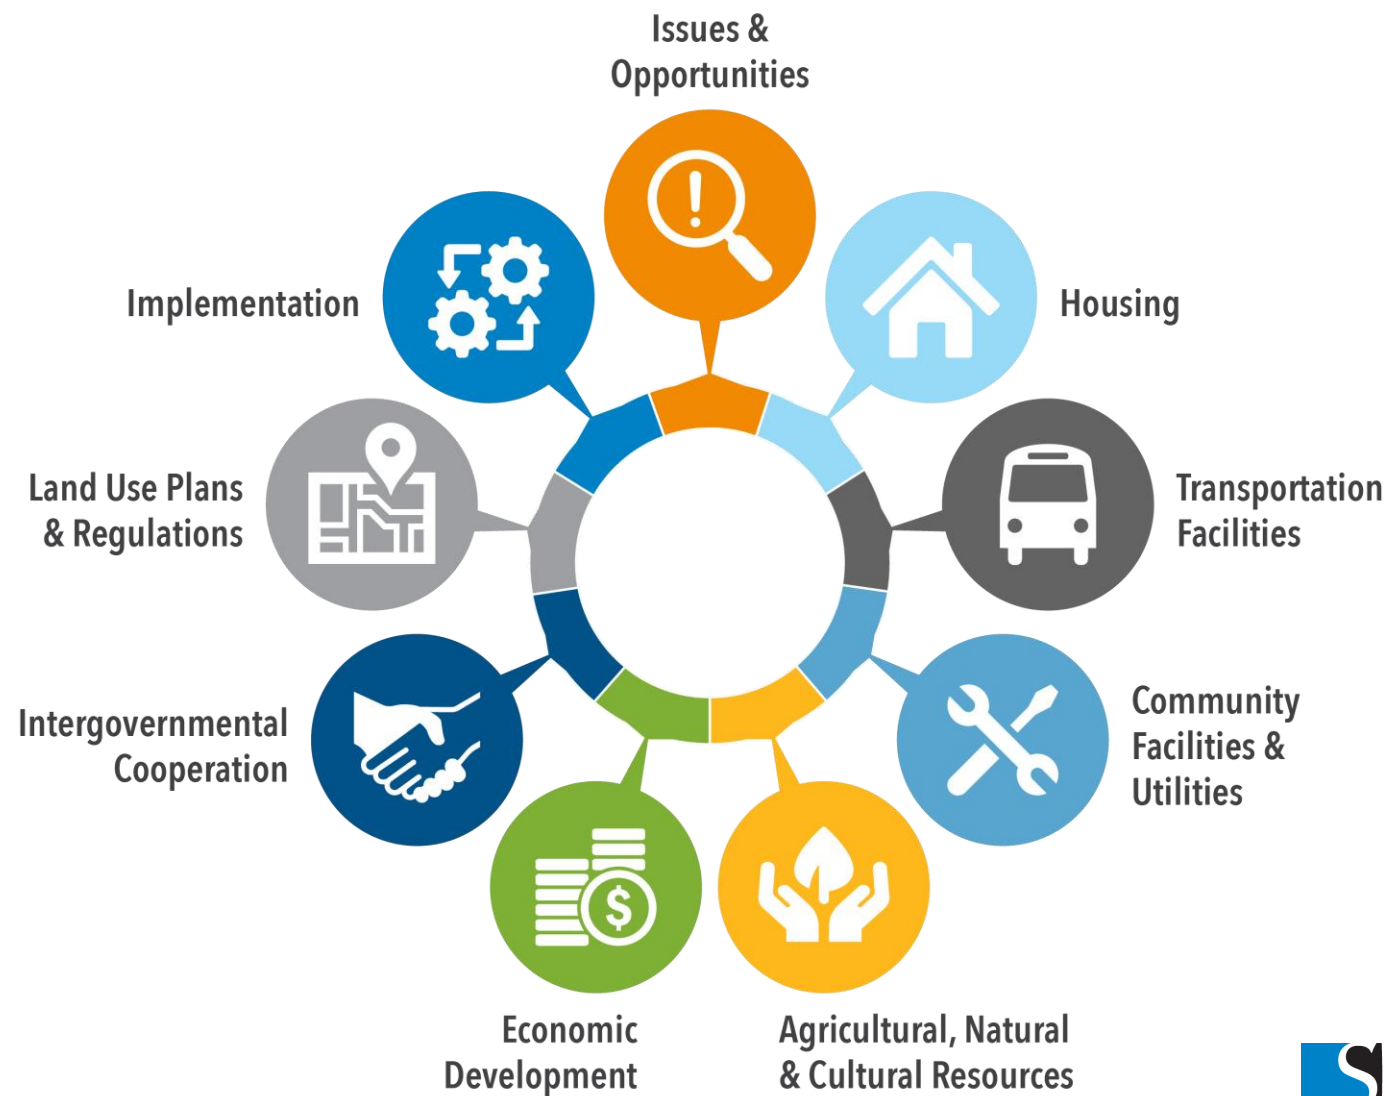 Issues &
Opportunities
Housing
Transportation
Facilities
Community
Facilities &
Utilities
Agricultural, Natural
& Cultural Resources
Economic
Development
$
Intergovernmental
Cooperation
Land Use Plans
& Regulations
Implementation
!
S